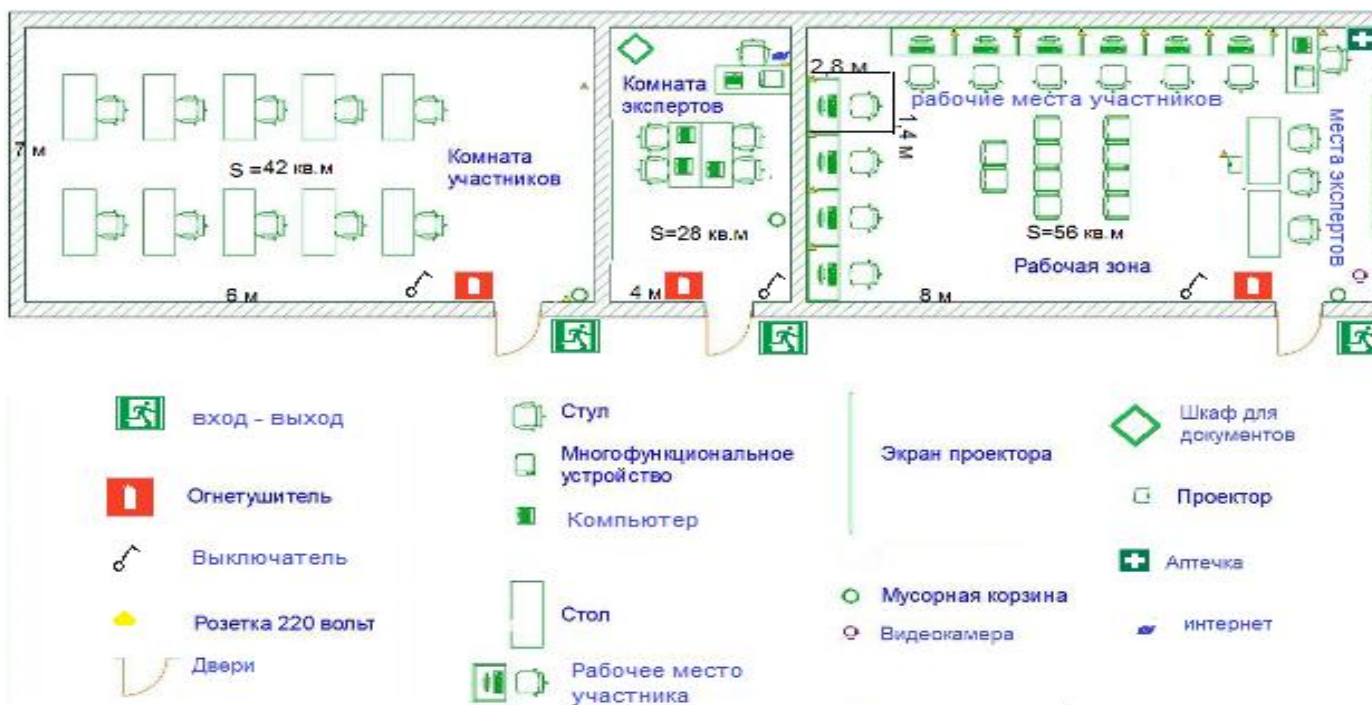 2,8 м
Комната
экспертов
рабочие места участников
1,4 м
места экспертов
7 м
Комната
участников
S =42 кв.м
S=28 кв.м
S=56 кв.м
Рабочая зона
6 м
4 м
8 м
вход - выход
Огнетушитель
Выключатель
Розетка 220 вольт
Двери
Стул
Многофункциональное
устройство
Компьютер
Стол
Рабочее место
участника
Экран проектора
Мусорная корзина
Видеокамера
Шкаф для
документов
Проектор
Аптечка
интернет